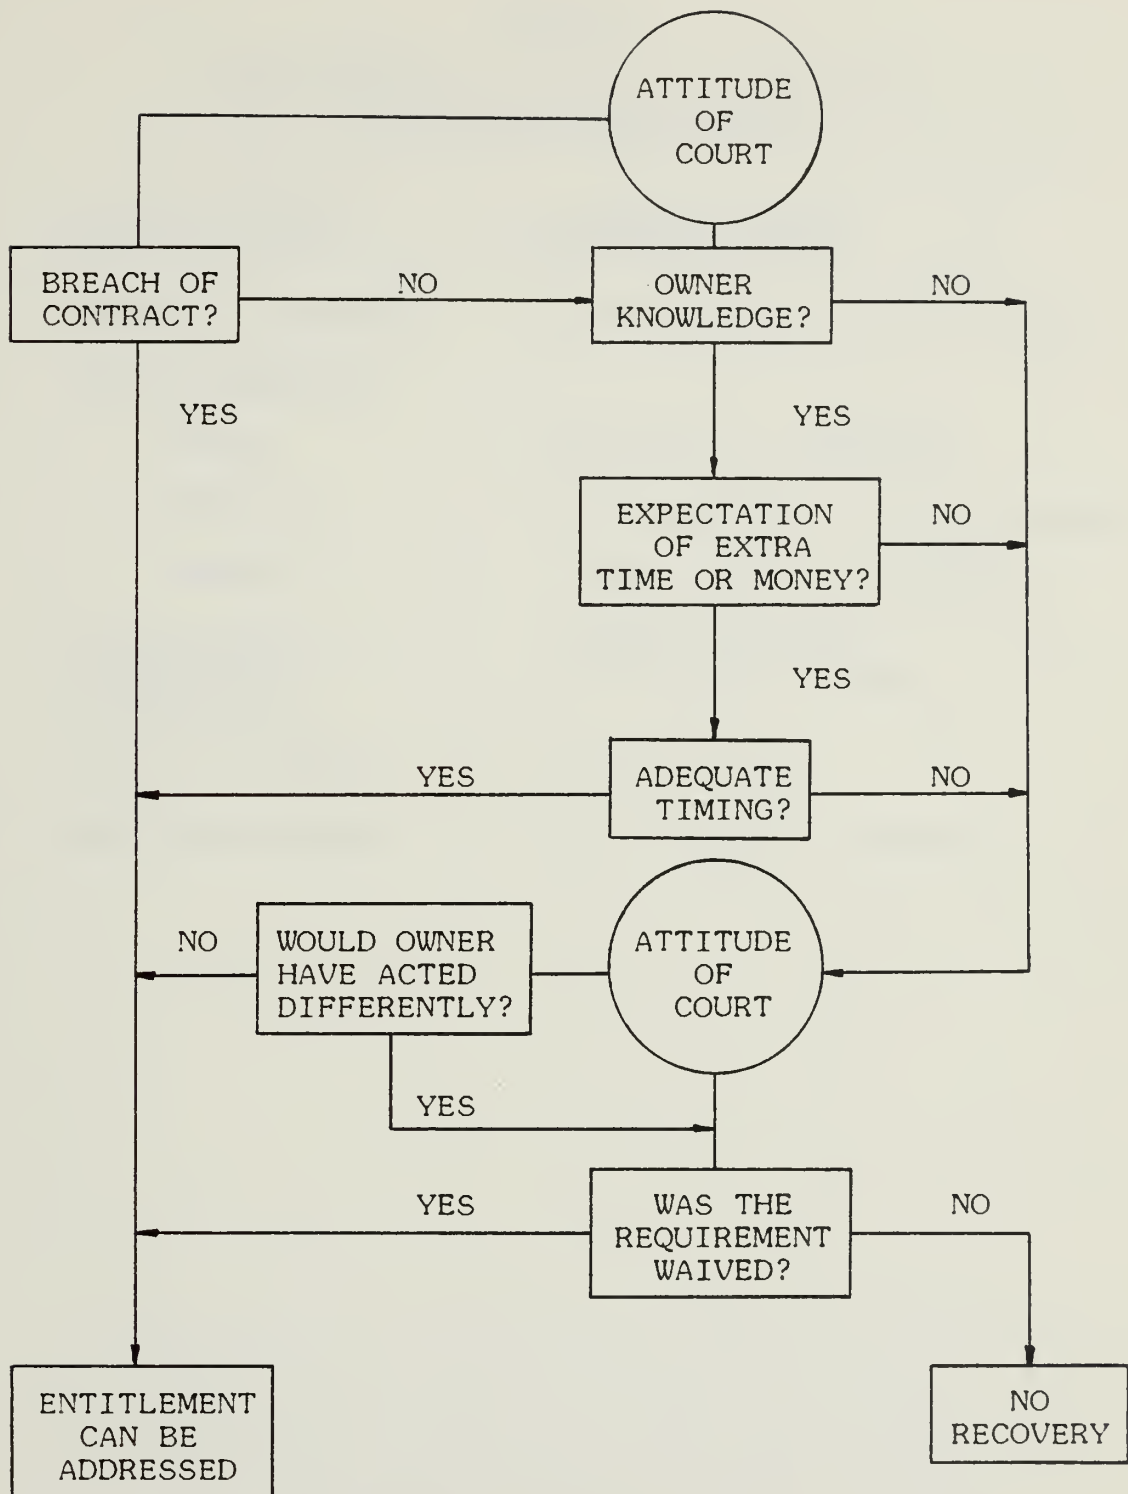 ATTITUDE
OF
COURT
BREACH OF
CONTRACT?
NO
OWNER
KNOWLEDGE?
NO
YES
YES
EXPECTATION
OF EXTRA
TIME OR MONEY?
NO
YES
YES
ADEQUATE
TIMING?
NO
NO
WOULD OWNER
HAVE ACTED
DIFFERENTLY?
ATTITUDE
OF
COURT
YES
YES
WAS THE
REQUIREMENT
WAIVED?
NO
ENTITLEMENT
CAN BE
ADDRESSED
NO
RECOVERY